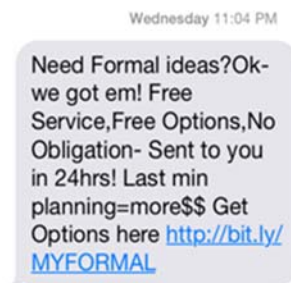 Wednesday 11:04 PM
Need Formal ideas?Ok-
we got em! Free
Service,Free Options,No
Obligation- Sent to you
in 24hrs! Last min
planning=more$$ Get
Options here http://bit.ly/
MYFORMAL